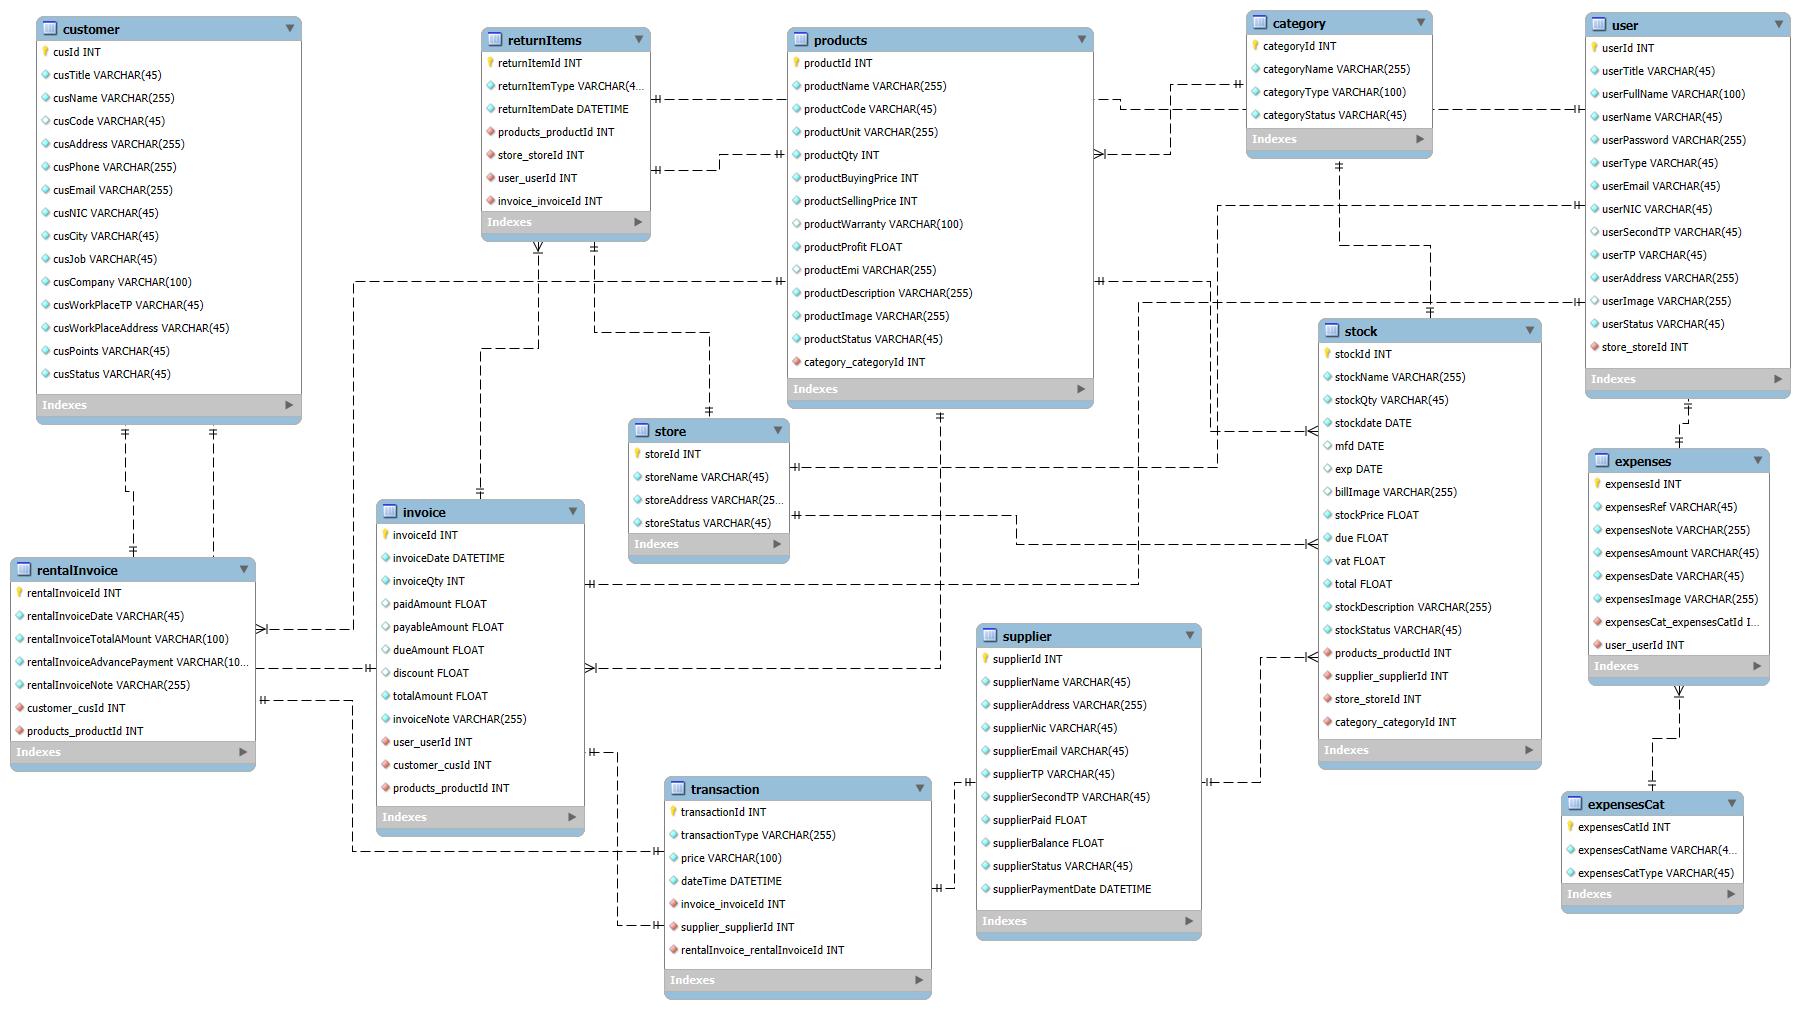 customer
cusId INT
cusTitle VARCHAR(45)
cusName VARCHAR(255)
cusCode VARCHAR(45)
cusAddress VARCHAR(255)
cusPhone VARCHAR(255)
cusEmail VARCHAR(255)
cusNIC VARCHAR(45)
cusCity VARCHAR(45)
cusJob VARCHAR(45)
cusCompany VARCHAR(100)
cusWorkPlaceTP VARCHAR(45)
cusWorkPlaceAddress VARCHAR(45)
cusPoints VARCHAR(45)
cusStatus VARCHAR(45)
Indexes
returnItems
returnItemId INT
returnItemType VARCHAR(4...
returnItemDate DATETIME
products_productId INT
store_storeId INT
user_userId INT
invoice_invoiceId INT
Indexes
products
productId INT
productName VARCHAR(255)
productCode VARCHAR(45)
productUnit VARCHAR(255)
productQty INT
productBuyingPrice INT
productSellingPrice INT
productWarranty VARCHAR(100)
productProfit FLOAT
productEmi VARCHAR(255)
productDescription VARCHAR(255)
productImage VARCHAR(255)
productStatus VARCHAR(45)
category_categoryId INT
Indexes
category
categoryId INT
categoryName VARCHAR(255)
categoryType VARCHAR(100)
categoryStatus VARCHAR(45)
Indexes
user
userId INT
userTitle VARCHAR(45)
userFullName VARCHAR(100)
userName VARCHAR(45)
userPassword VARCHAR(255)
userType VARCHAR(45)
userEmail VARCHAR(45)
userNIC VARCHAR(45)
userSecondTP VARCHAR(45)
userTP VARCHAR(45)
userAddress VARCHAR(255)
userImage VARCHAR(255)
userStatus VARCHAR(45)
store_storeId INT
Indexes
stock
stockId INT
stockName VARCHAR(255)
stockQty VARCHAR(45)
stockdate DATE
mfd DATE
exp DATE
billImage VARCHAR(255)
stockPrice FLOAT
due FLOAT
vat FLOAT
total FLOAT
stockDescription VARCHAR(255)
stockStatus VARCHAR(45)
products_productId INT
supplier_supplierId INT
store_storeId INT
category_categoryId INT
Indexes
store
storeId INT
storeName VARCHAR(45)
storeAddress VARCHAR(25...
storeStatus VARCHAR(45)
Indexes
expenses
expensesId INT
expensesRef VARCHAR(45)
expensesNote VARCHAR(255)
expensesAmount VARCHAR(45)
expensesDate VARCHAR(45)
expensesImage VARCHAR(255)
expensesCat_expensesCatId I...
user_userId INT
Indexes
invoice
invoiceId INT
invoiceDate DATETIME
invoiceQty INT
paidAmount FLOAT
payableAmount FLOAT
dueAmount FLOAT
discount FLOAT
totalAmount FLOAT
invoiceNote VARCHAR(255)
user_userId INT
customer_cusId INT
products_productId INT
Indexes
rentalInvoice
rentalInvoiceId INT
rentalInvoiceDate VARCHAR(45)
rentalInvoiceTotalAMount VARCHAR(100)
rentalInvoiceAdvancePayment VARCHAR(10...
rentalInvoiceNote VARCHAR(255)
customer_cusId INT
products_productId INT
Indexes
supplier
supplierId INT
supplierName VARCHAR(45)
supplierAddress VARCHAR(255)
supplierNic VARCHAR(45)
supplierEmail VARCHAR(45)
supplierTP VARCHAR(45)
supplierSecondTP VARCHAR(45)
supplierPaid FLOAT
supplierBalance FLOAT
supplierStatus VARCHAR(45)
supplierPaymentDate DATETIME
Indexes
transaction
transactionId INT
transactionType VARCHAR(255)
price VARCHAR(100)
dateTime DATETIME
invoice_invoiceId INT
supplier_supplierId INT
rentalInvoice_rentalInvoiceId INT
Indexes
expensesCat
expensesCatId INT
expensesCatName VARCHAR(4...
expensesCatType VARCHAR(45)
Indexes